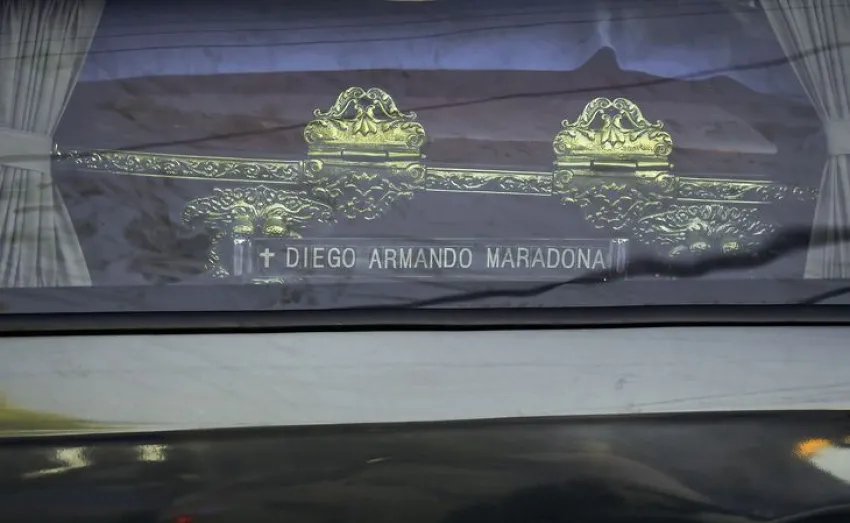 ✝ DIEGO ARMANDO MARADONA